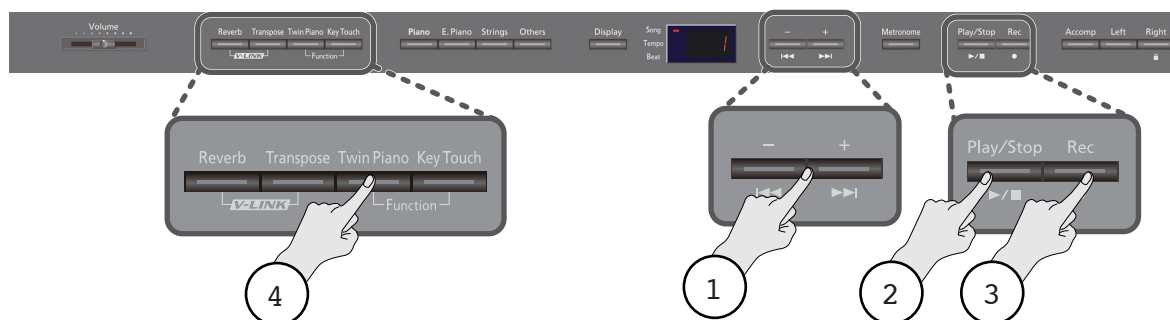 Volume
Reverb Transpose Twin Piano Key Touch
V-LINK Function
Piano E. Piano Strings Others
Display
Song
Tempo
Beat
1
- +
Metronome
Play/Stop Rec
Accomp Left Right
Reverb Transpose Twin Piano Key Touch
V-LINK Function
- +
Play/Stop Rec
4
1
2
3